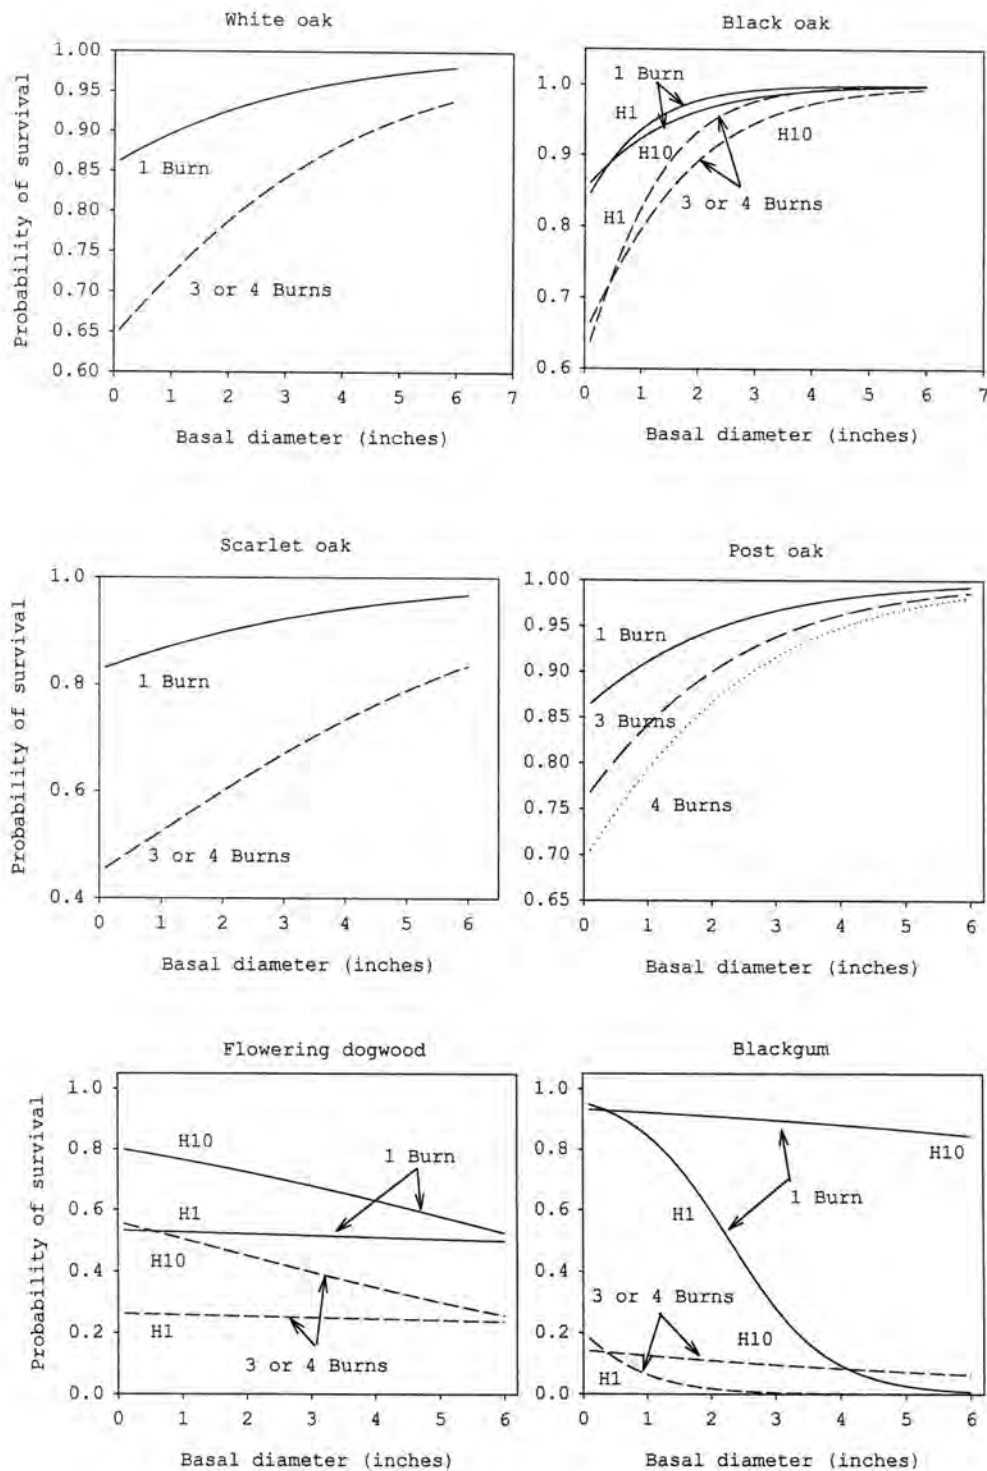 White oak
Probability of survival
1.00
0.95
0.90
0.85
0.80
0.75
0.70
0.65
0.60
1 Burn
3 or 4 Burns
0 1 2 3 4 5 6 7
Basal diameter (inches)
Black oak
1.0
0.9
0.8
0.7
0.6
1 Burn
H1
H10
H10
H1
3 or 4 Burns
0 1 2 3 4 5 6 7
Basal diameter (inches)
Scarlet oak
Probability of survival
1.0
0.8
0.6
0.4
1 Burn
3 or 4 Burns
0 1 2 3 4 5 6
Basal diameter (inches)
Post oak
1.00
0.95
0.90
0.85
0.80
0.75
0.70
0.65
1 Burn
3 Burns
4 Burns
0 1 2 3 4 5 6
Basal diameter (inches)
Flowering dogwood
Probability of survival
1.0
0.8
0.6
0.4
0.2
0.0
H10
1 Burn
H1
H10
H1
3 or 4 Burns
0 1 2 3 4 5 6
Basal diameter (inches)
Blackgum
1.0
0.8
0.6
0.4
0.2
0.0
H10
1 Burn
H1
3 or 4 Burns
H10
H1
0 1 2 3 4 5 6
Basal diameter (inches)